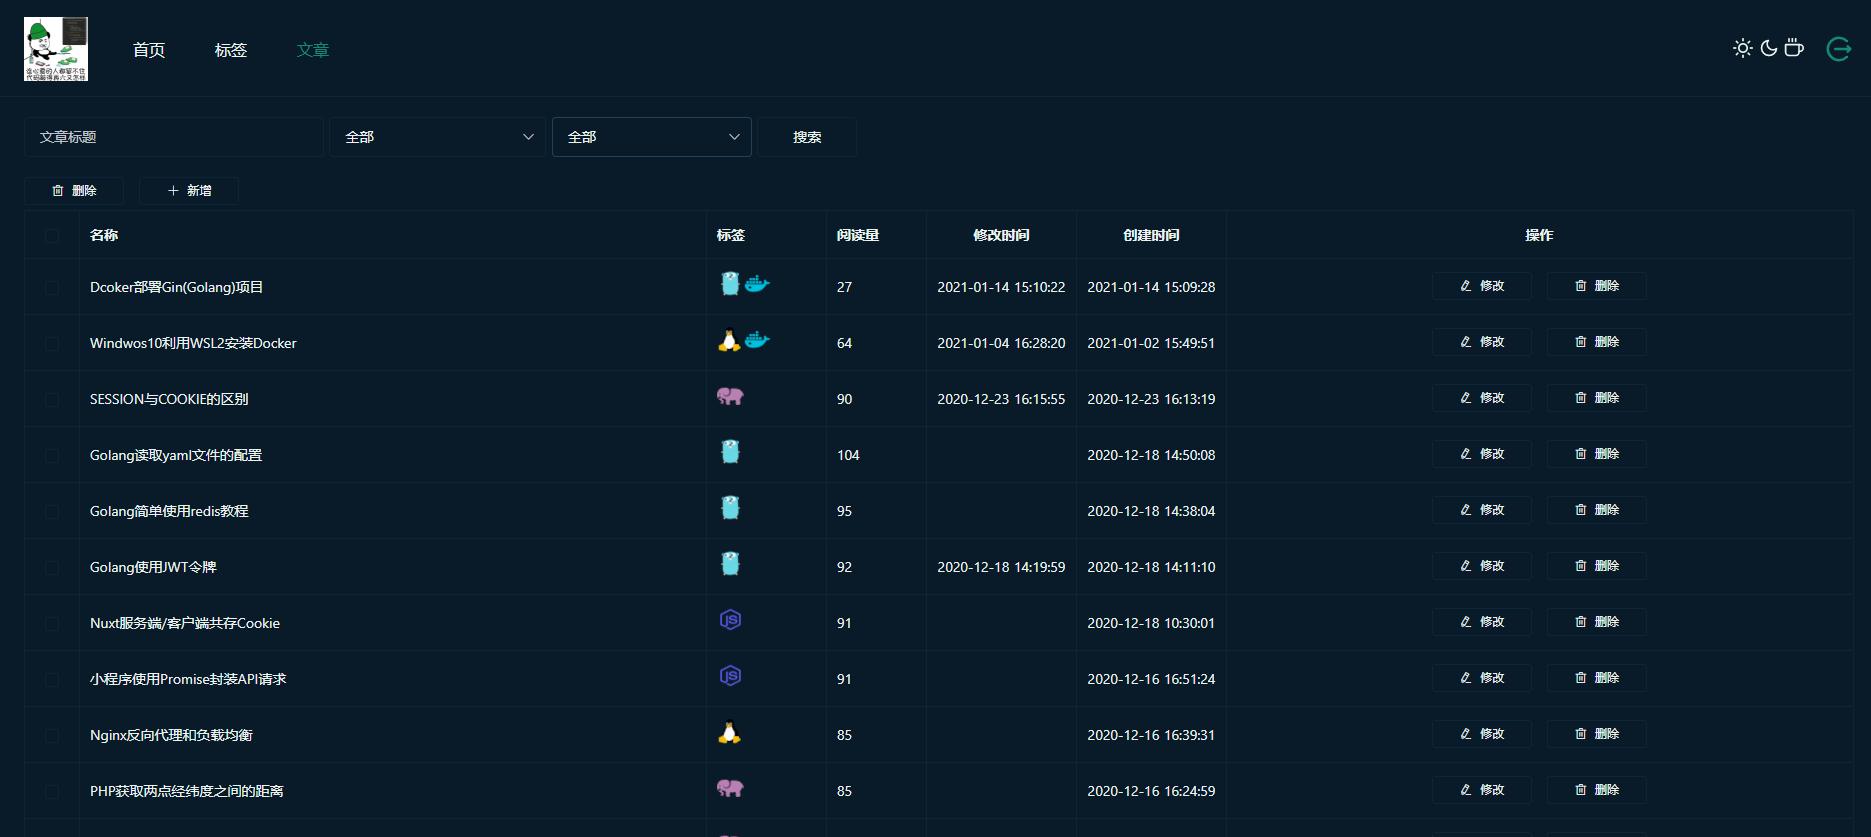 首页 标签 文章
文章标题 全部 全部 搜索
删除 新增
名称 标签 阅读量 修改时间 创建时间 操作
Dcoker部署Gin(Golang)项目 27 2021-01-14 15:10:22 2021-01-14 15:09:28 修改 删除
Windwos10利用WSL2安装Docker 64 2021-01-04 16:28:20 2021-01-02 15:49:51 修改 删除
SESSION与COOKIE的区别 90 2020-12-23 16:15:55 2020-12-23 16:13:19 修改 删除
Golang读取yaml文件的配置 104 2020-12-18 14:50:08 修改 删除
Golang简单使用redis教程 95 2020-12-18 14:38:04 修改 删除
Golang使用JWT令牌 92 2020-12-18 14:19:59 2020-12-18 14:11:10 修改 删除
Nuxt服务端/客户端共存Cookie JS 91 2020-12-18 10:30:01 修改 删除
小程序使用Promise封装API请求 JS 91 2020-12-16 16:51:24 修改 删除
Nginx反向代理和负载均衡 85 2020-12-16 16:39:31 修改 删除
PHP获取两点经纬度之间的距离 85 2020-12-16 16:24:59 修改 删除